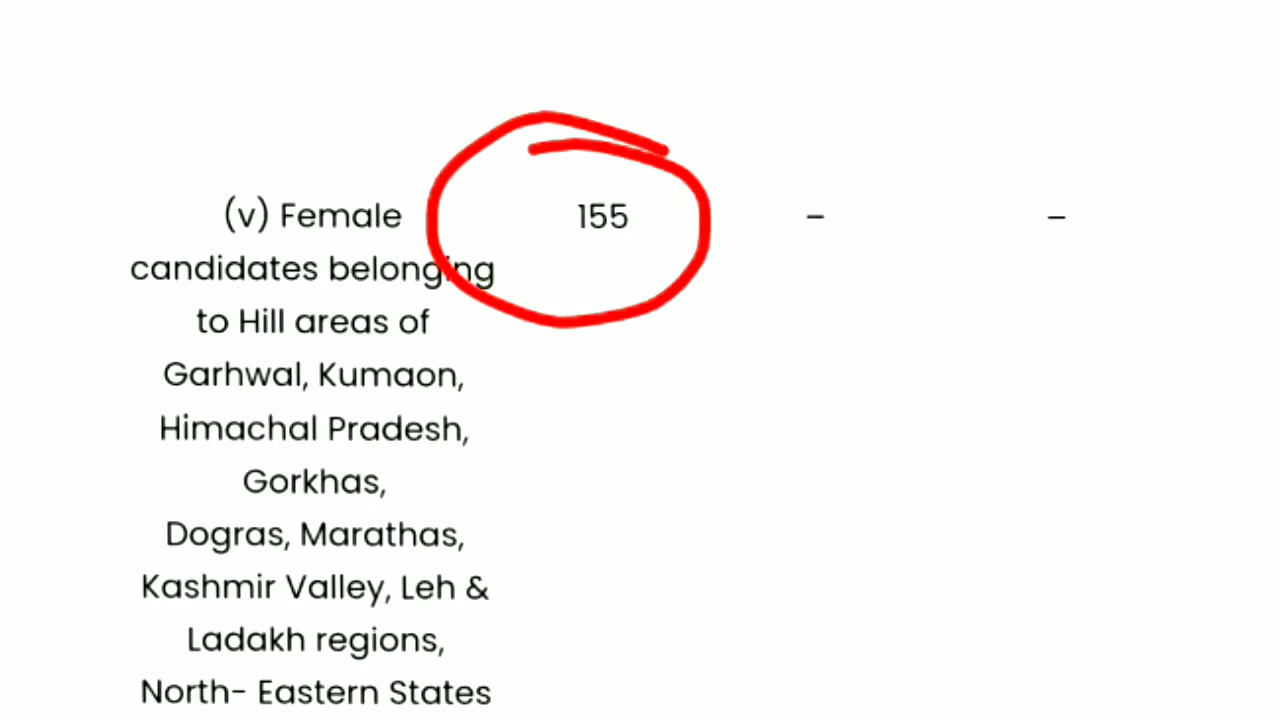 (v) Female 155 – –
candidates belonging
to Hill areas of
Garhwal, Kumaon,
Himachal Pradesh,
Gorkhas,
Dogras, Marathas,
Kashmir Valley, Leh &
Ladakh regions,
North- Eastern States